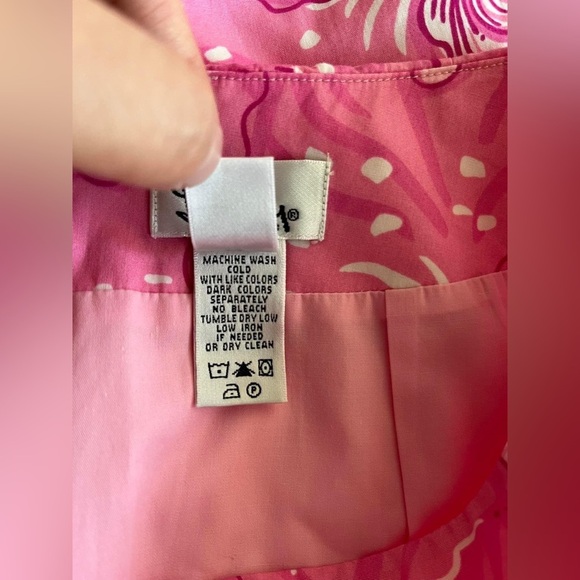 ®
MACHINE WASH
COLD
WITH LIKE COLORS
DARK COLORS
SEPARATELY
NO BLEACH
TUMBLE DRY LOW
LOW IRON
IF NEEDED
OR DRY CLEAN
P